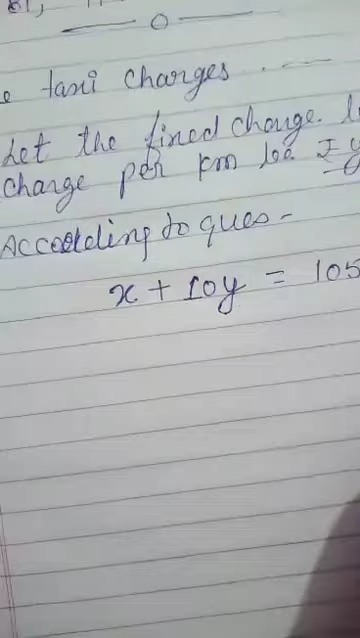 taxi charges ....
Let the fixed charge
charge per km be ₹ y
According to ques -
x + 10y = 105